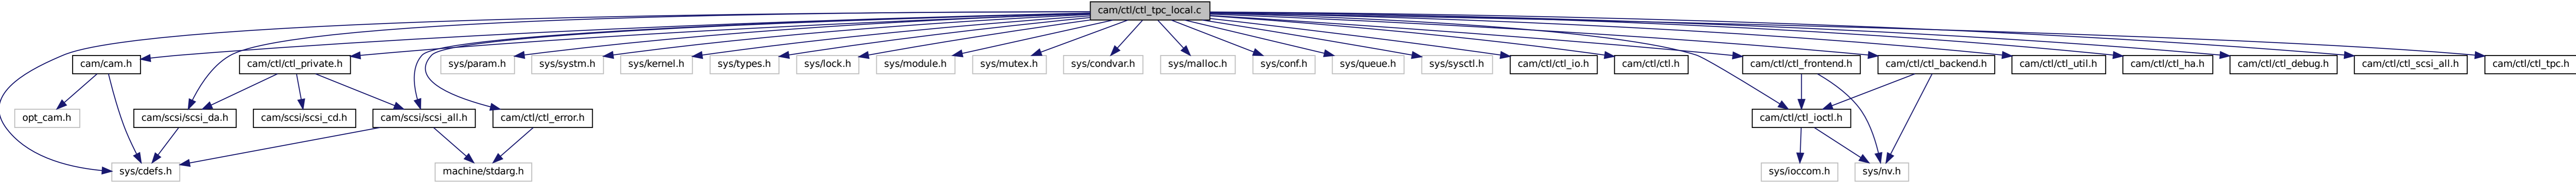 cam/ctl/ctl_tpc_local.c
cam/cam.h
cam/ctl/ctl_private.h
sys/param.h
sys/systm.h
sys/kernel.h
sys/types.h
sys/lock.h
sys/module.h
sys/mutex.h
sys/condvar.h
sys/malloc.h
sys/conf.h
sys/queue.h
sys/sysctl.h
cam/ctl/ctl_io.h
cam/ctl/ctl.h
cam/ctl/ctl_frontend.h
cam/ctl/ctl_backend.h
cam/ctl/ctl_util.h
cam/ctl/ctl_ha.h
cam/ctl/ctl_debug.h
cam/ctl/ctl_scsi_all.h
cam/ctl/ctl_tpc.h
opt_cam.h
cam/scsi/scsi_da.h
cam/scsi/scsi_cd.h
cam/scsi/scsi_all.h
cam/ctl/ctl_error.h
cam/ctl/ctl_ioctl.h
sys/cdefs.h
machine/stdarg.h
sys/ioccom.h
sys/nv.h